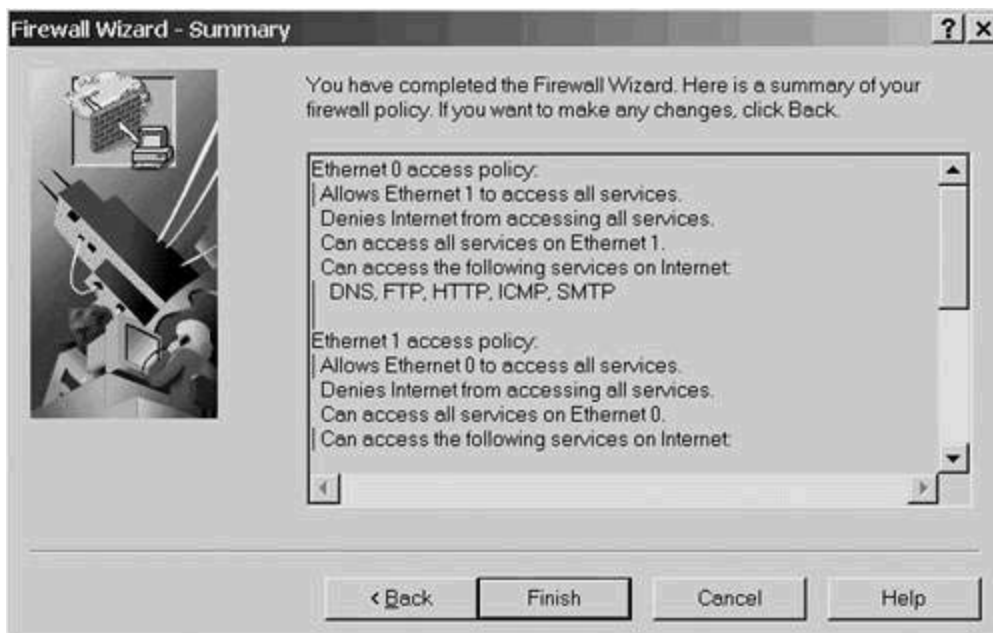 Firewall Wizard - Summary
You have completed the Firewall Wizard. Here is a summary of your
firewall policy. If you want to make any changes, click Back.
Ethernet 0 access policy:
Allows Ethernet 1 to access all services.
Denies Internet from accessing all services.
Can access all services on Ethernet 1.
Can access the following services on Internet:
DNS, FTP, HTTP, ICMP, SMTP
Ethernet 1 access policy:
Allows Ethernet 0 to access all services.
Denies Internet from accessing all services.
Can access all services on Ethernet 0.
Can access the following services on Internet:
< Back
Finish
Cancel
Help